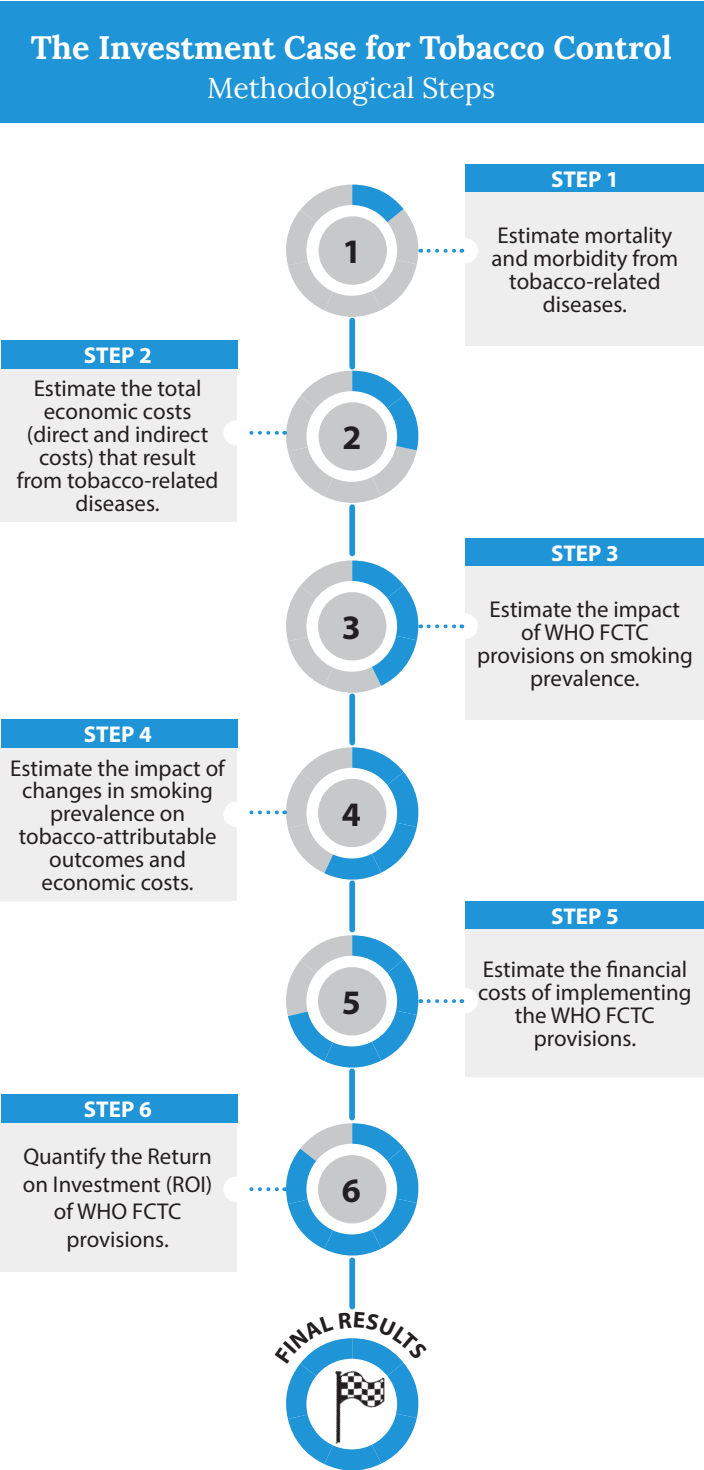 The Investment Case for Tobacco Control
Methodological Steps
1
STEP 1
Estimate mortality
and morbidity from
tobacco-related
diseases.
STEP 2
Estimate the total
economic costs
(direct and indirect
costs) that result
from tobacco-related
diseases.
2
3
STEP 3
Estimate the impact
of WHO FCTC
provisions on smoking
prevalence.
STEP 4
Estimate the impact of
changes in smoking
prevalence on
tobacco-attributable
outcomes and
economic costs.
4
5
STEP 5
Estimate the financial
costs of implementing
the WHO FCTC
provisions.
STEP 6
Quantify the Return
on Investment (ROI)
of WHO FCTC
provisions.
6
FINAL RESULTS